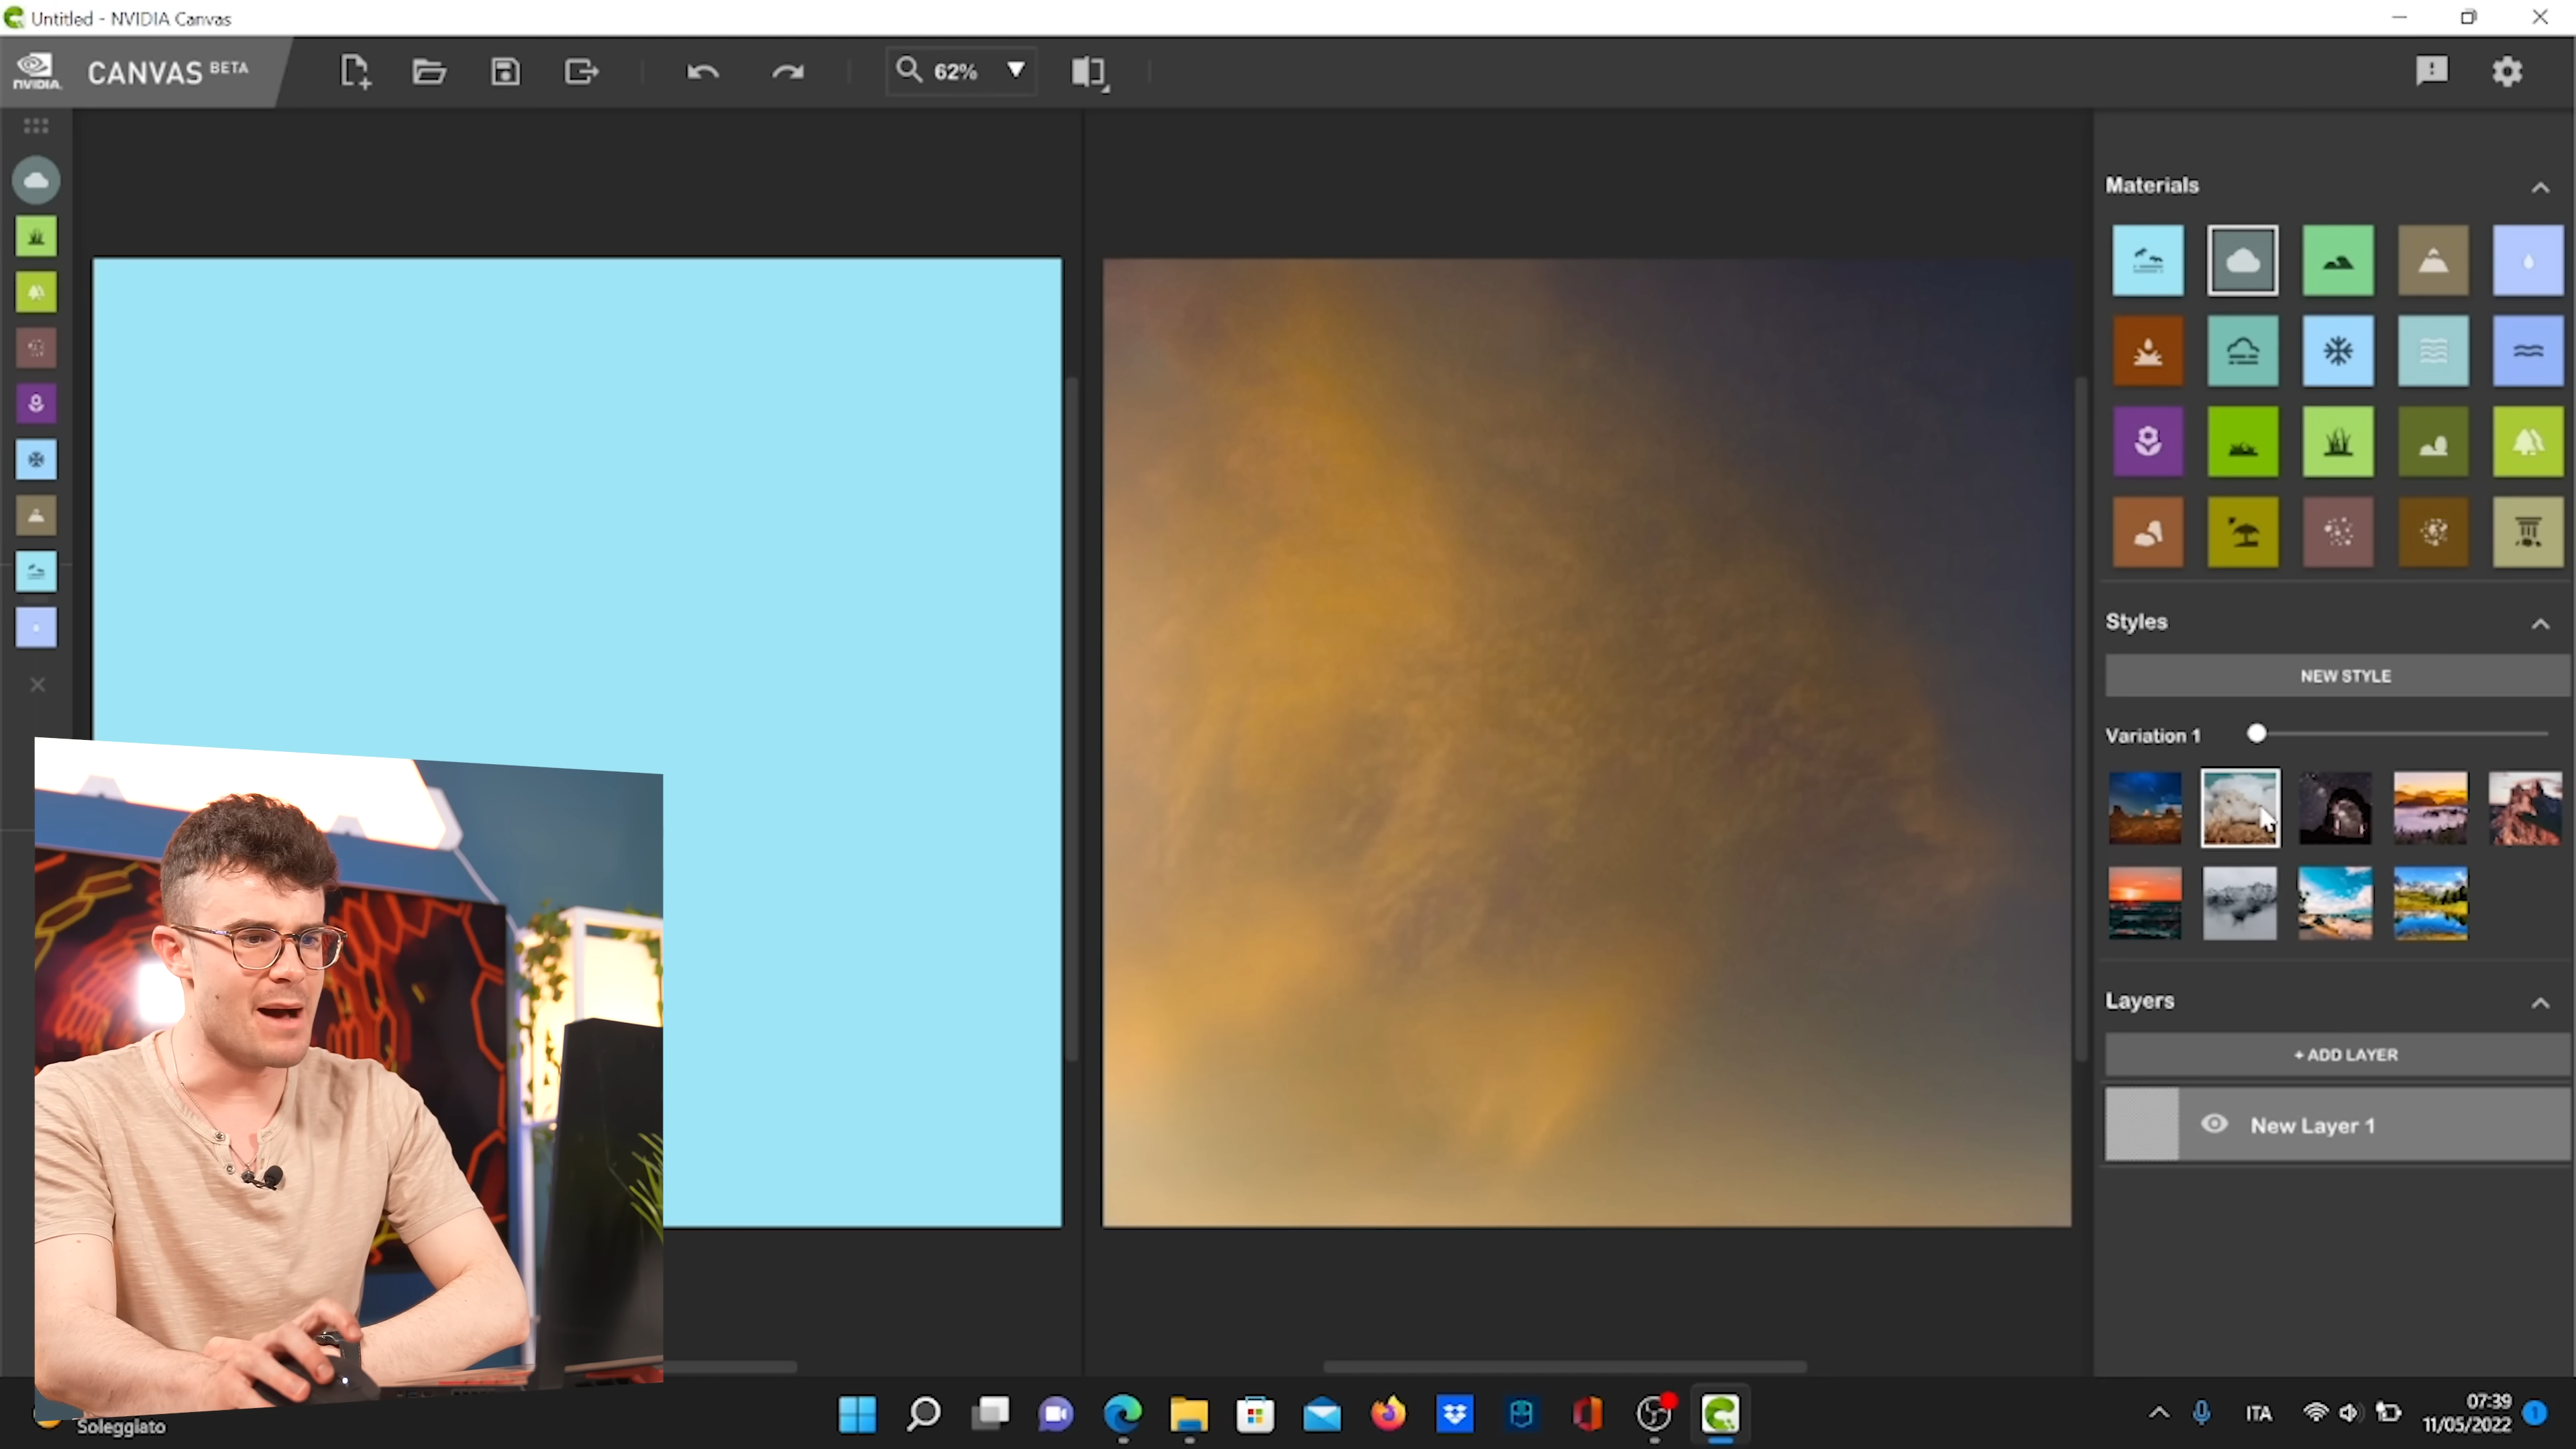 Untitled - NVIDIA Canvas
NVIDIA.
CANVAS BETA
62%
Materials
Styles
NEW STYLE
Variation 1
Layers
+ ADD LAYER
New Layer 1
Soleggiato
ITA
07:39
11/05/2022
1